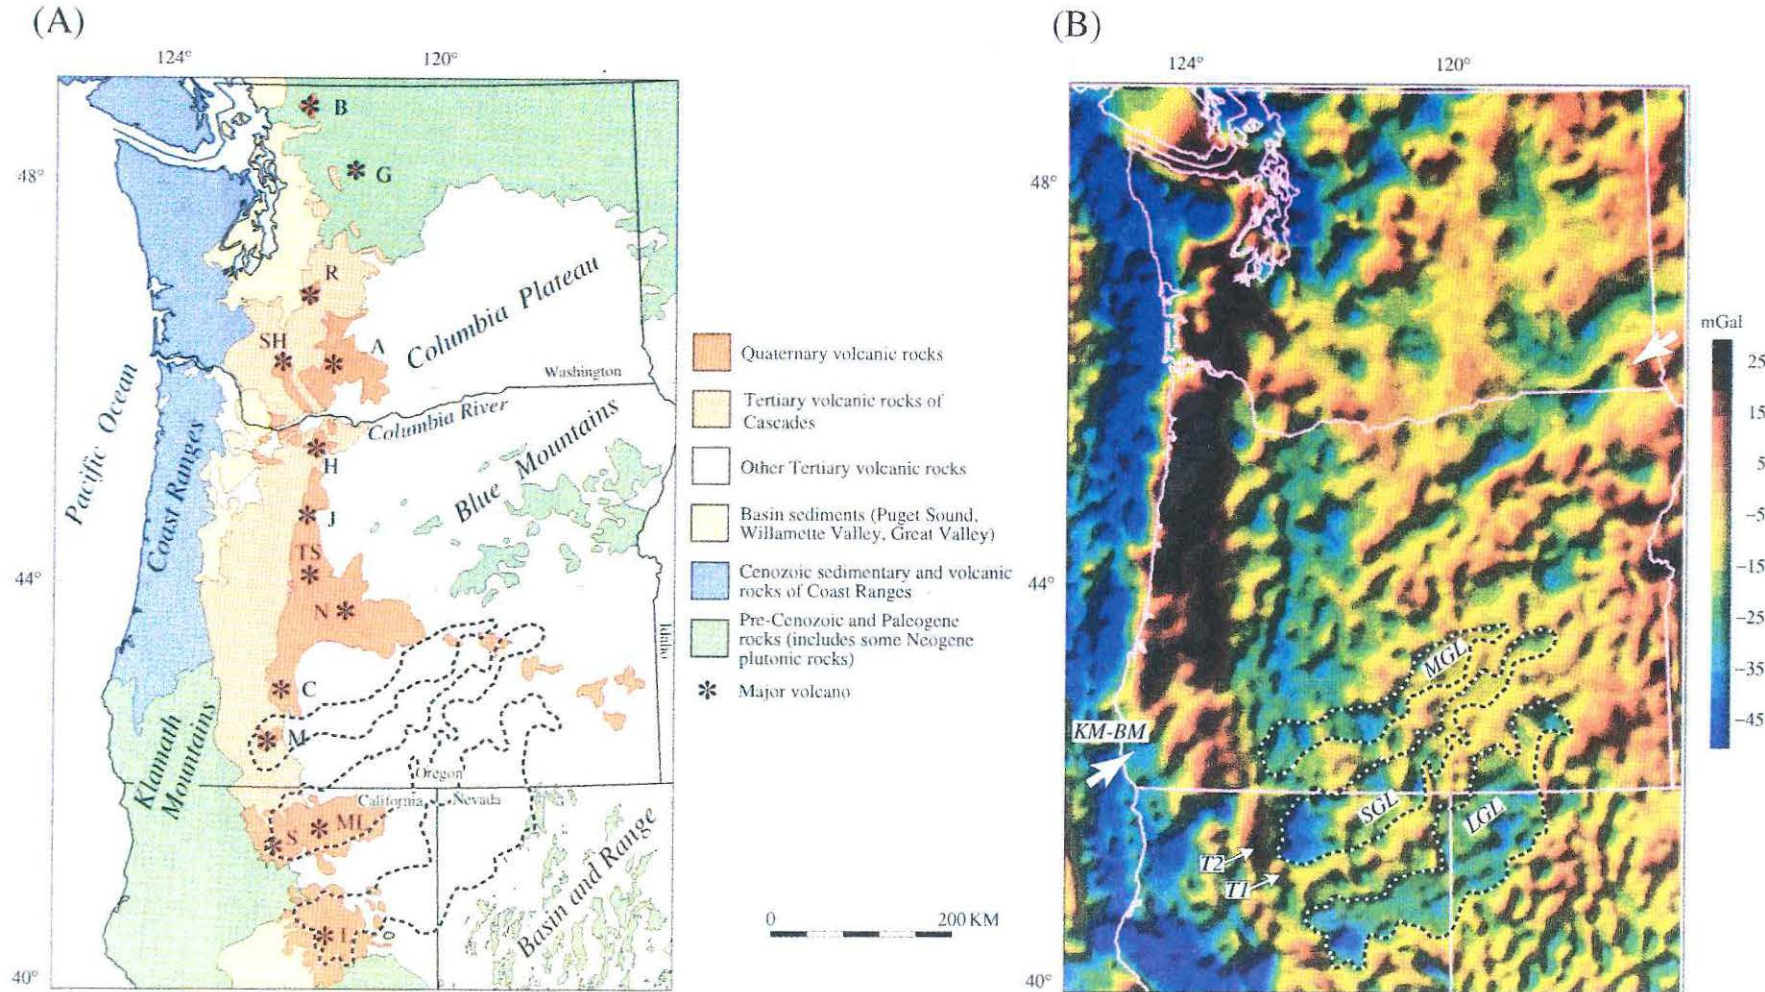 (A)
124°
120°
48°
44°
40°
B
G
R
SH
A
H
J
TS
N
C
M
S
ML
L
Pacific Ocean
Coast Ranges
Klamath
Mountains
Columbia Plateau
Washington
Columbia River
Blue Mountains
Idaho
Oregon
California
Nevada
Basin and Range
Quaternary volcanic rocks
Tertiary volcanic rocks of
Cascades
Other Tertiary volcanic rocks
Basin sediments (Puget Sound,
Willamette Valley, Great Valley)
Cenozoic sedimentary and volcanic
rocks of Coast Ranges
Pre-Cenozoic and Paleogene
rocks (includes some Neogene
plutonic rocks)
Major volcano
0
200 KM
(B)
124°
120°
48°
44°
40°
KM-BM
MGL
SGL
LGL
T2
T1
mGal
25
15
5
−5
−15
−25
−35
−45